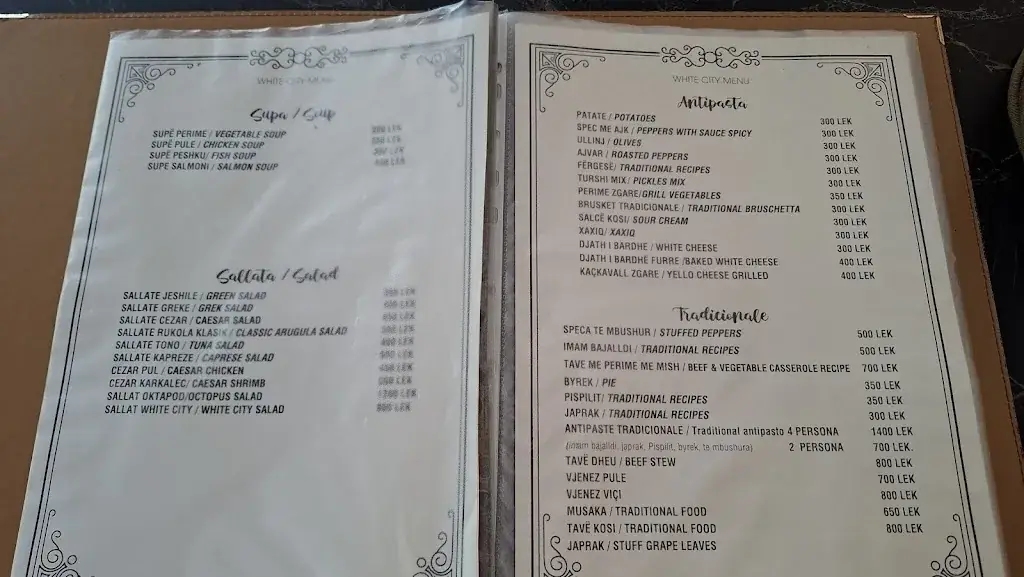 WHITE CITY MENU
Supa / Soup
SUPË PERIME / VEGETABLE SOUP
SUPË PULE / CHICKEN SOUP
SUPË PESHKU/ FISH SOUP
SUPE SALMONI / SALMON SOUP
Sallata / Salad
SALLATE JESHILE / GREEN SALAD
SALLATE GREKE / GREK SALAD
SALLATE CEZAR / CAESAR SALAD
SALLATE RUKOLA KLASIK / CLASSIC ARUGULA SALAD
SALLATE TONO / TUNA SALAD
SALLATE KAPREZE / CAPRESE SALAD
CEZAR PUL / CAESAR CHICKEN
CEZAR KARKALEC/ CAESAR SHRIMB
SALLAT OKTAPOD/OCTOPUS SALAD
SALLAT WHITE CITY / WHITE CITY SALAD
WHITE CITY MENU
Antipasta
PATATE / POTATOES 300 LEK
SPEC ME AJK / PEPPERS WITH SAUCE SPICY 300 LEK
ULLINJ / OLIVES 300 LEK
AJVAR / ROASTED PEPPERS 300 LEK
FËRGESË/ TRADITIONAL RECIPES 300 LEK
TURSHI MIX/ PICKLES MIX 300 LEK
PERIME ZGARE/GRILL VEGETABLES 350 LEK
BRUSKET TRADICIONALE / TRADITIONAL BRUSCHETTA 300 LEK
SALCË KOSI/ SOUR CREAM 300 LEK
XAXIQ/ XAXIQ 300 LEK
DJATH I BARDHE / WHITE CHEESE 300 LEK
DJATH I BARDHË FURRE /BAKED WHITE CHEESE 400 LEK
KAÇKAVALL ZGARE / YELLO CHEESE GRILLED 400 LEK
Tradicionale
SPECA TE MBUSHUR / STUFFED PEPPERS 500 LEK
IMAM BAJALLDI / TRADITIONAL RECIPES 500 LEK
TAVE ME PERIME ME MISH / BEEF & VEGETABLE CASSEROLE RECIPE 700 LEK
BYREK / PIE 350 LEK
PISPILIT/ TRADITIONAL RECIPES 350 LEK
JAPRAK / TRADITIONAL RECIPES 300 LEK
ANTIPASTE TRADICIONALE / Traditional antipasto 4 PERSONA 1400 LEK
(imam bajalldi, japrak, Pispilit, byrek, te mbushura) 2 PERSONA 700 LEK.
TAVË DHEU / BEEF STEW 800 LEK
VJENEZ PULE 700 LEK
VJENEZ VIÇI 800 LEK
MUSAKA / TRADITIONAL FOOD 650 LEK
TAVË KOSI / TRADITIONAL FOOD 800 LEK
JAPRAK / STUFF GRAPE LEAVES